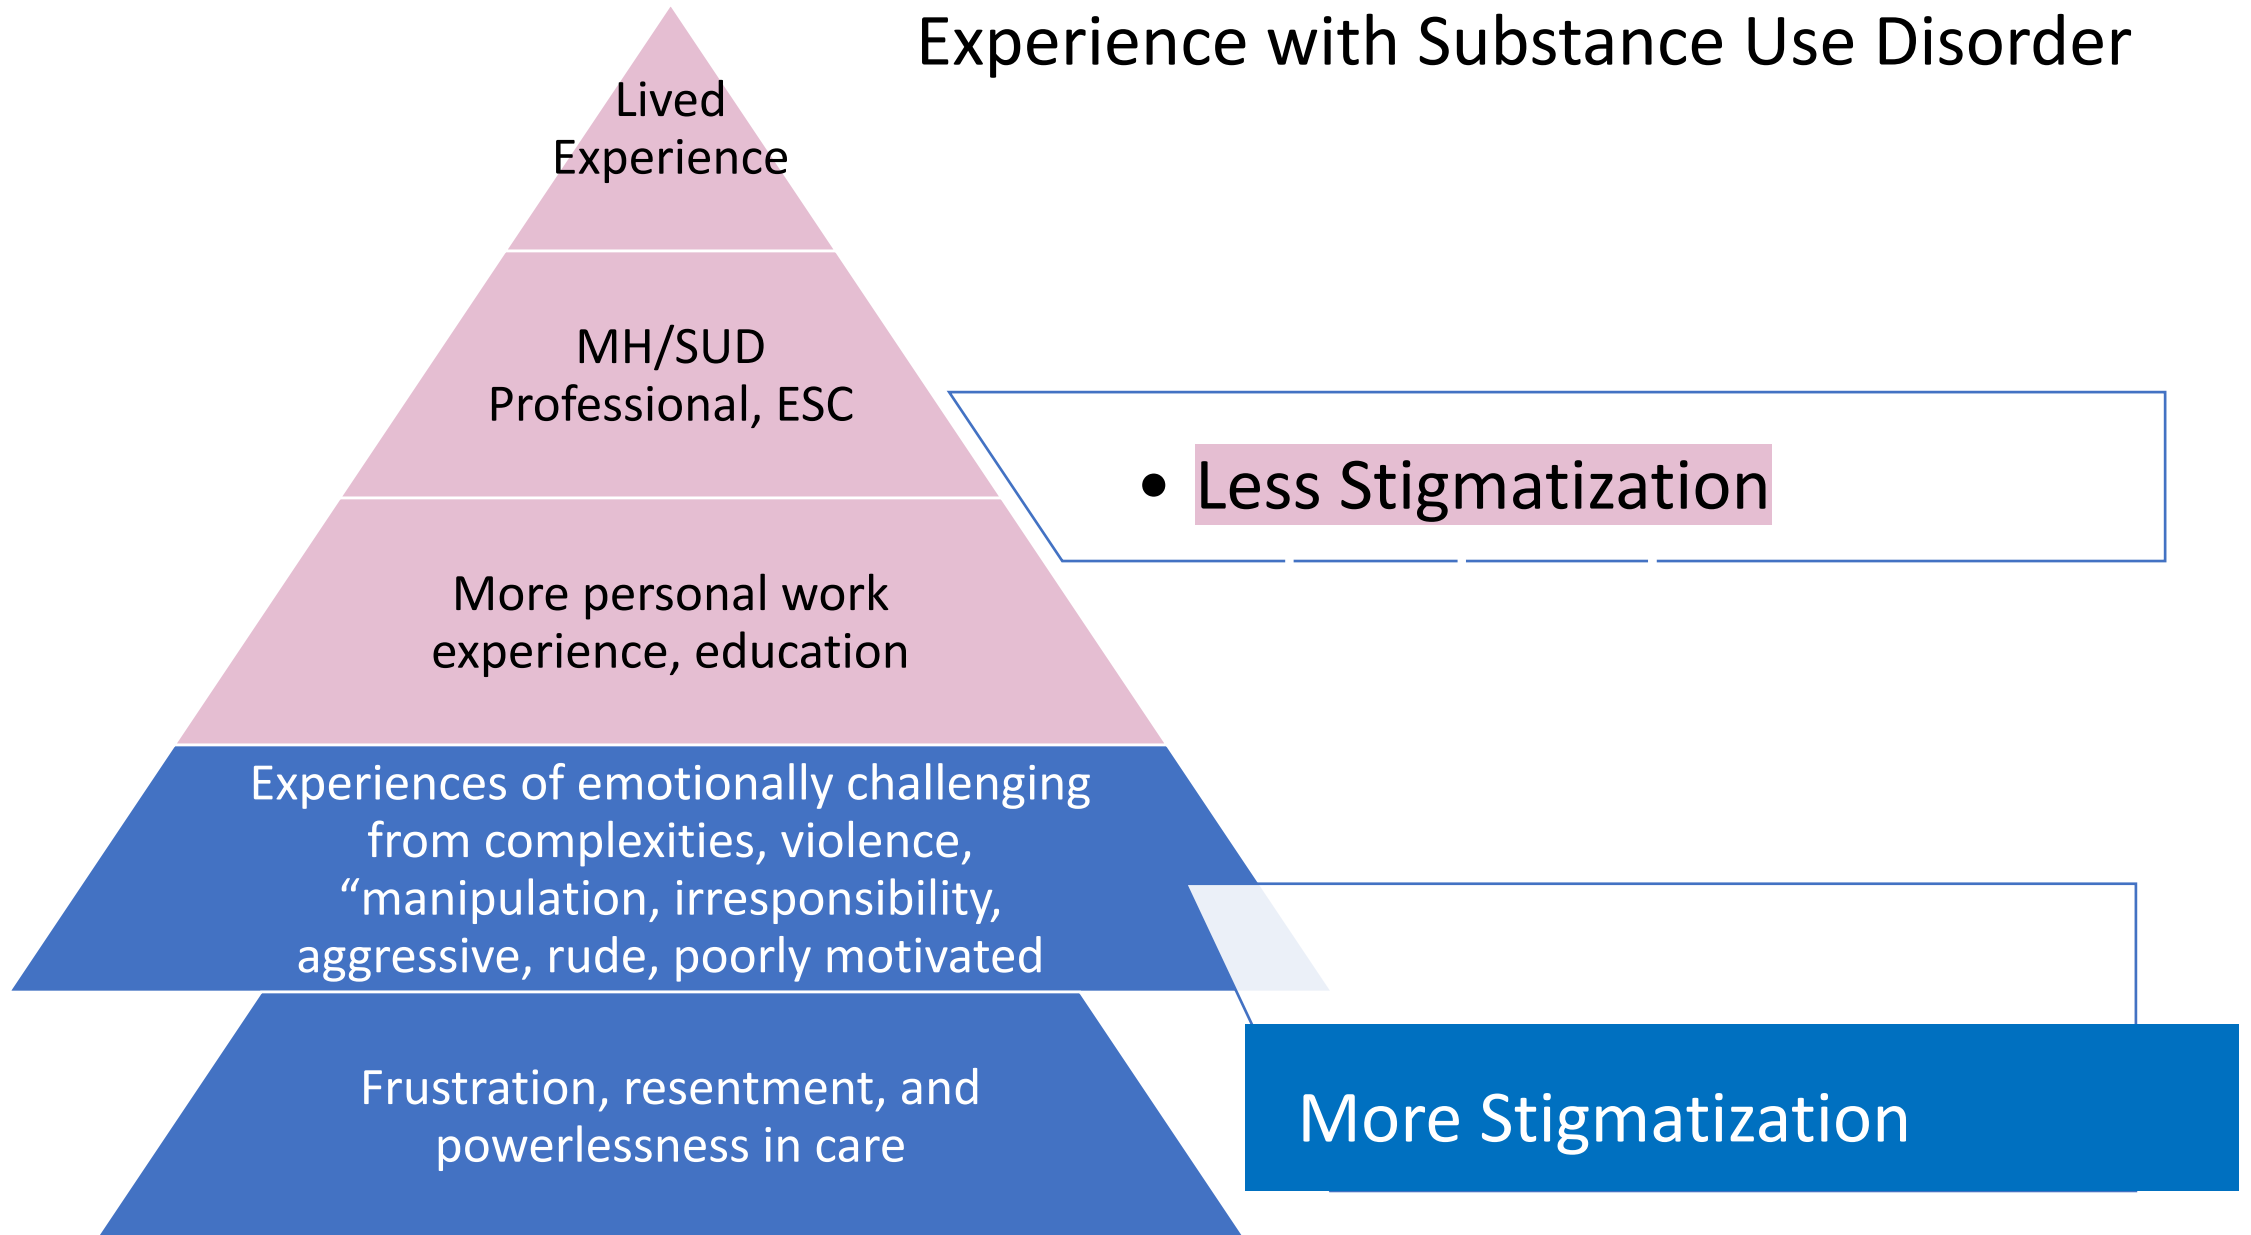 Experience with Substance Use Disorder
Lived
Experience
MH/SUD
Professional, ESC
• Less Stigmatization
More personal work
experience, education
Experiences of emotionally challenging
from complexities, violence,
“manipulation, irresponsibility,
aggressive, rude, poorly motivated
Frustration, resentment, and
powerlessness in care
More Stigmatization